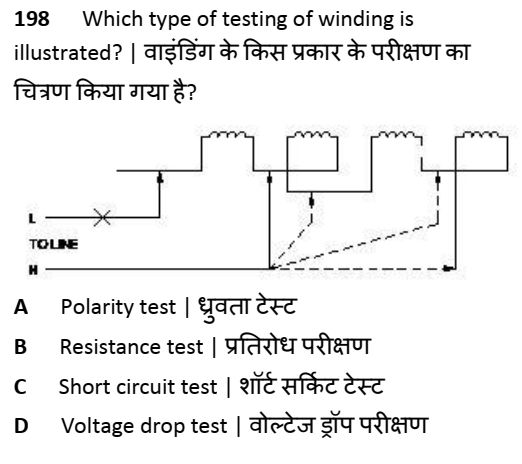 198 Which type of testing of winding is
illustrated? | वाइंडिंग के किस प्रकार के परीक्षण का
चित्रण किया गया है?
L
TO LINE
N
A Polarity test | ध्रुवता टेस्ट
B Resistance test | प्रतिरोध परीक्षण
C Short circuit test | शॉर्ट सर्किट टेस्ट
D Voltage drop test | वोल्टेज ड्रॉप परीक्षण